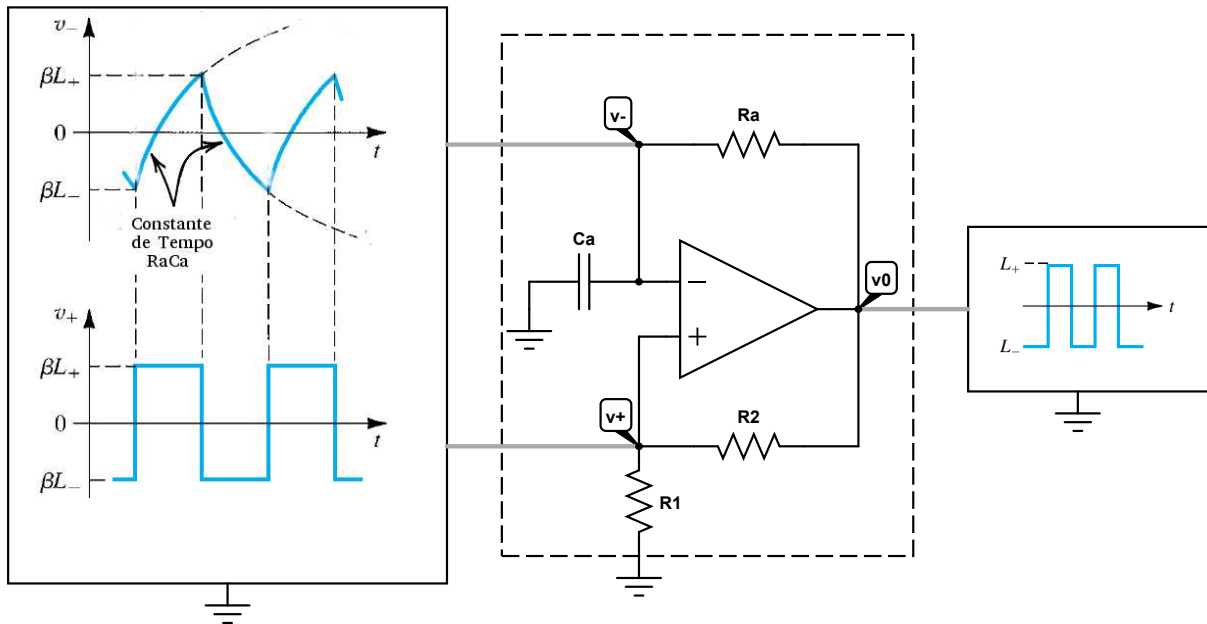 v−
βL+
0
t
βL−
Constante
de Tempo
RaCa
v+
βL+
0
t
βL−
v-
Ra
Ca
−
+
v0
v+
R2
R1
L+
t
L−